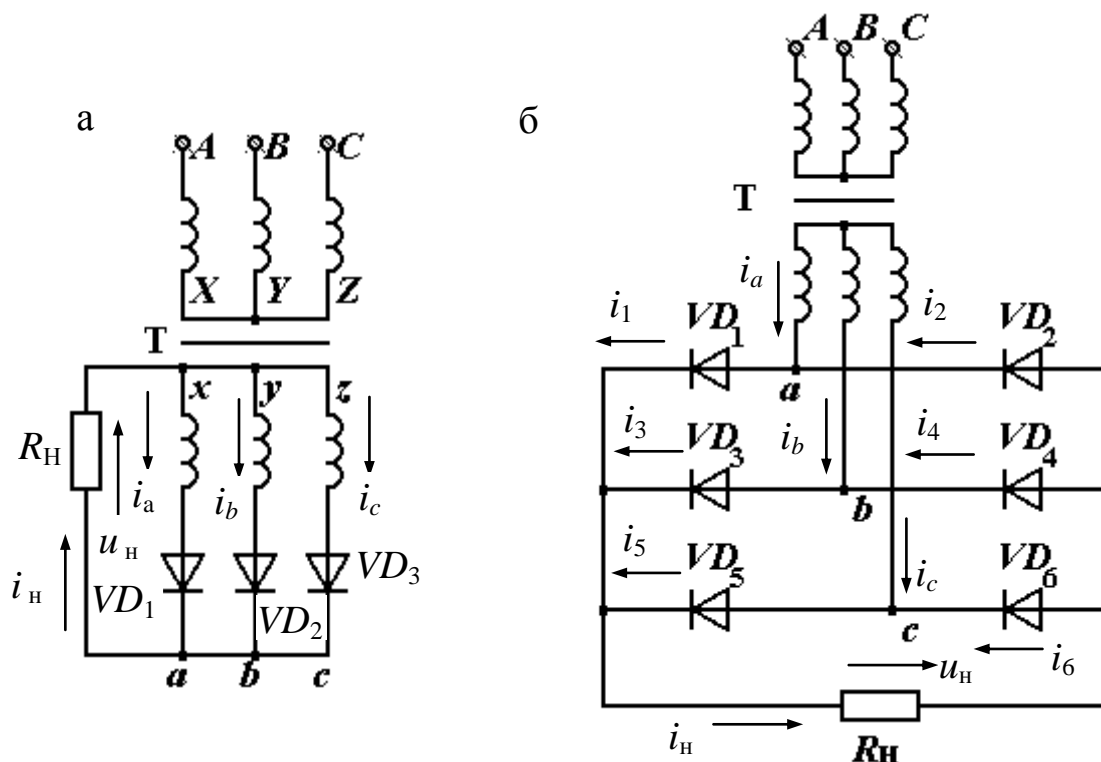 а
A B C
X Y Z
T
x y z
Rн
iа ib ic
uн
iн
VD1 VD2 VD3
a b c
б
A B C
T
ia
i1 VD1 i2 VD2
a
i3 VD3 ib i4 VD4
b
i5 VD5 ic VD6
c
i6
uн
iн
Rн